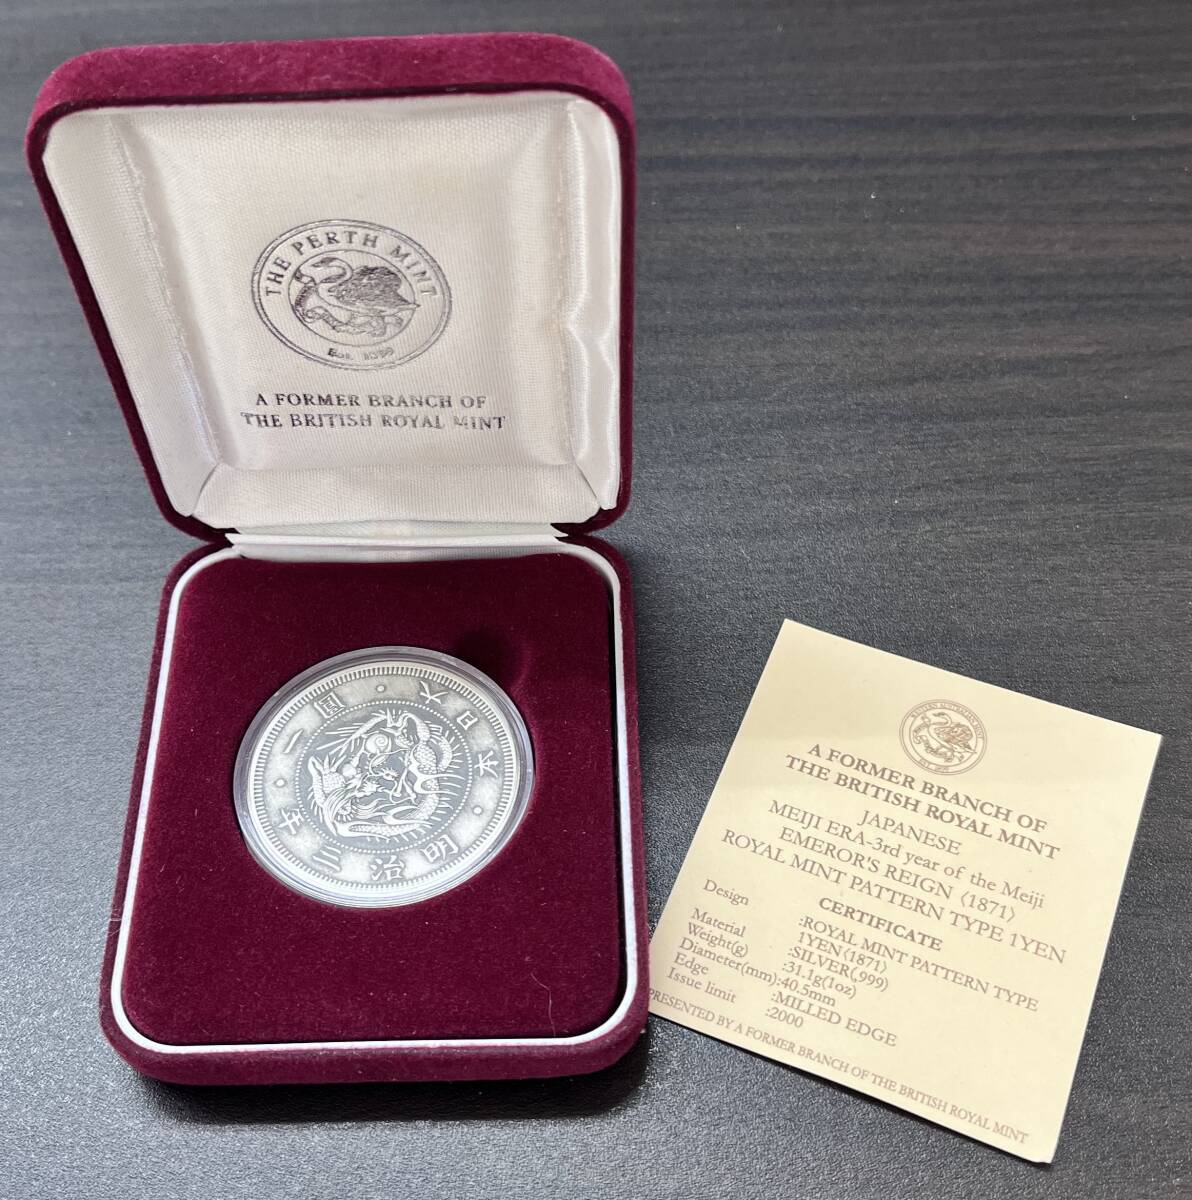 THE PERTH MINT
Est. 1899
A FORMER BRANCH OF
THE BRITISH ROYAL MINT
大日本・明治三年・一圓・
WESTERN AUSTRALIAN MINT
A FORMER BRANCH OF
THE BRITISH ROYAL MINT
JAPANESE
MEIJI ERA-3rd year of the Meiji
EMEROR'S REIGN〈1871〉
ROYAL MINT PATTERN TYPE 1YEN
CERTIFICATE
Design :ROYAL MINT PATTERN TYPE
1YEN〈1871〉
Material :SILVER(.999)
Weight(g) :31.1g(1oz)
Diameter(mm):40.5mm
Edge :MILLED EDGE
Issue limit :2000
PRESENTED BY A FORMER BRANCH OF THE BRITISH ROYAL MINT